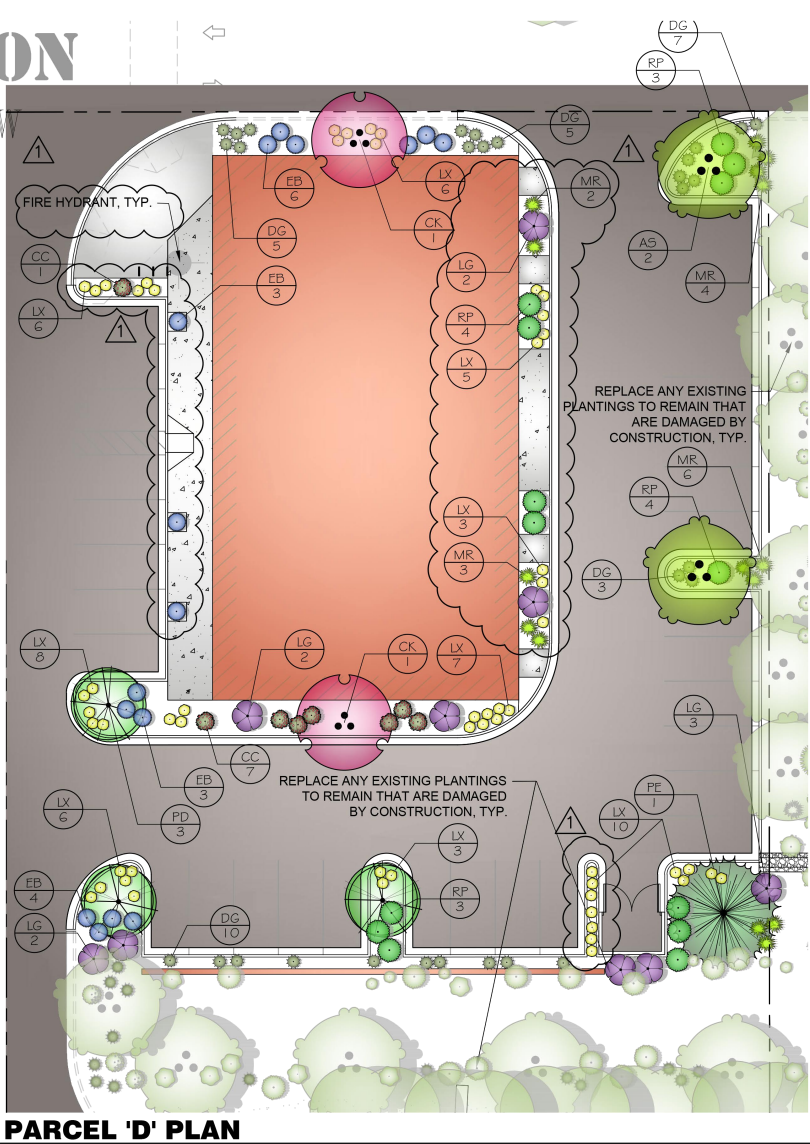 ON
DG
7
RP
3
1
DG
5
1
EB
6
LX
6
MR
2
FIRE HYDRANT, TYP.
DG
5
CK
1
AS
2
CC
1
LG
2
MR
4
EB
3
LX
6
RP
4
1
LX
5
REPLACE ANY EXISTING
PLANTINGS TO REMAIN THAT
ARE DAMAGED BY
CONSTRUCTION, TYP.
MR
6
RP
4
LX
3
MR
3
DG
3
LX
8
LG
2
CK
1
LX
7
LG
3
CC
7
EB
3
REPLACE ANY EXISTING PLANTINGS
TO REMAIN THAT ARE DAMAGED
BY CONSTRUCTION, TYP.
PE
1
LX
6
PD
3
1
LX
10
LX
3
EB
4
RP
3
DG
10
LG
2
PARCEL 'D' PLAN